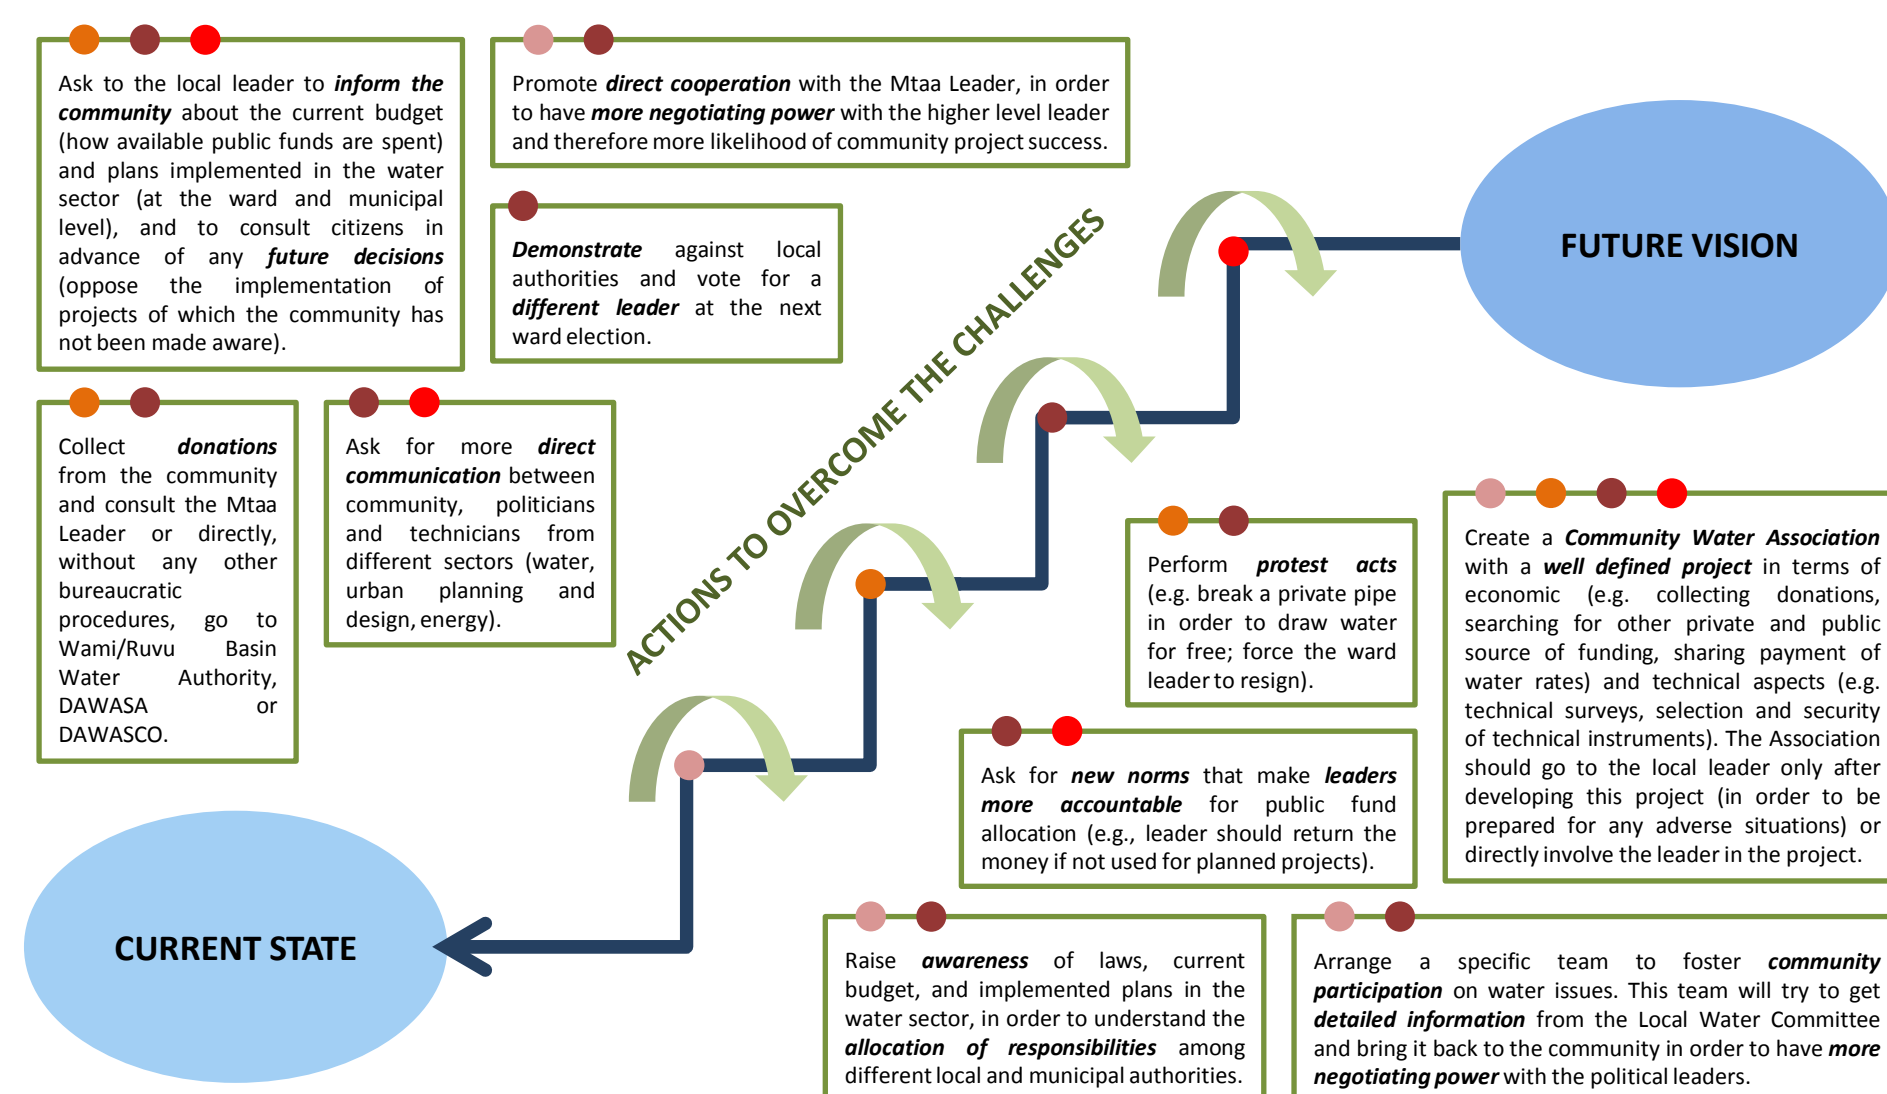 Ask to the local leader to inform the
community about the current budget
(how available public funds are spent)
and plans implemented in the water
sector (at the ward and municipal
level), and to consult citizens in
advance of any future decisions
(oppose the implementation of
projects of which the community has
not been made aware).
Promote direct cooperation with the Mtaa Leader, in order
to have more negotiating power with the higher level leader
and therefore more likelihood of community project success.
Demonstrate against local
authorities and vote for a
different leader at the next
ward election.
Collect donations
from the community
and consult the Mtaa
Leader or directly,
without any other
bureaucratic
procedures, go to
Wami/Ruvu Basin
Water Authority,
DAWASA or
DAWASCO.
Ask for more direct
communication between
community, politicians
and technicians from
different sectors (water,
urban planning and
design, energy).
ACTIONS TO OVERCOME THE CHALLENGES
FUTURE VISION
Perform protest acts
(e.g. break a private pipe
in order to draw water
for free; force the ward
leader to resign).
Create a Community Water Association
with a well defined project in terms of
economic (e.g. collecting donations,
searching for other private and public
source of funding, sharing payment of
water rates) and technical aspects (e.g.
technical surveys, selection and security
of technical instruments). The Association
should go to the local leader only after
developing this project (in order to be
prepared for any adverse situations) or
directly involve the leader in the project.
Ask for new norms that make leaders
more accountable for public fund
allocation (e.g., leader should return the
money if not used for planned projects).
CURRENT STATE
Raise awareness of laws, current
budget, and implemented plans in the
water sector, in order to understand the
allocation of responsibilities among
different local and municipal authorities.
Arrange a specific team to foster community
participation on water issues. This team will try to get
detailed information from the Local Water Committee
and bring it back to the community in order to have more
negotiating power with the political leaders.